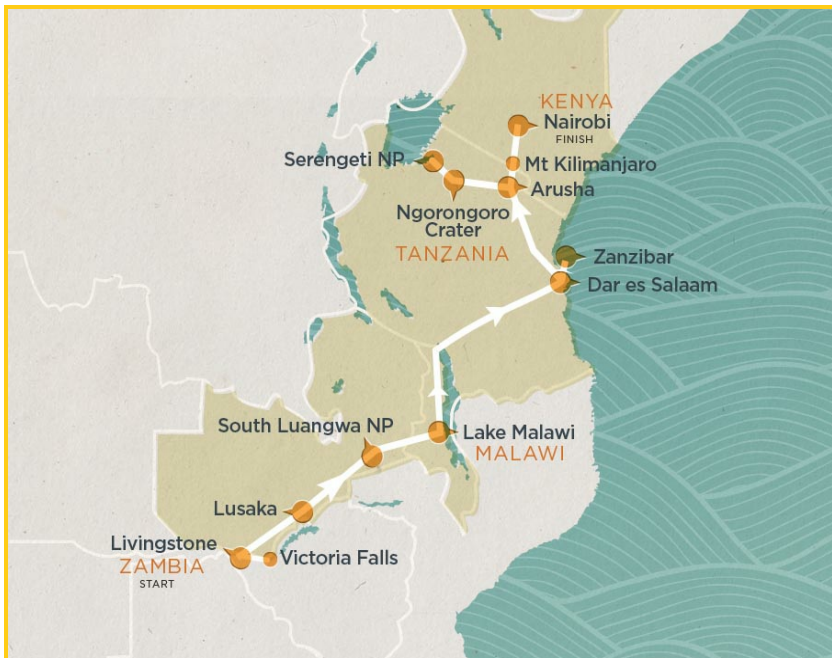 KENYA
Nairobi
FINISH
Serengeti NP
Mt Kilimanjaro
Arusha
Ngorongoro
Crater
TANZANIA
Zanzibar
Dar es Salaam
South Luangwa NP
Lake Malawi
MALAWI
Lusaka
Livingstone
ZAMBIA
START
Victoria Falls